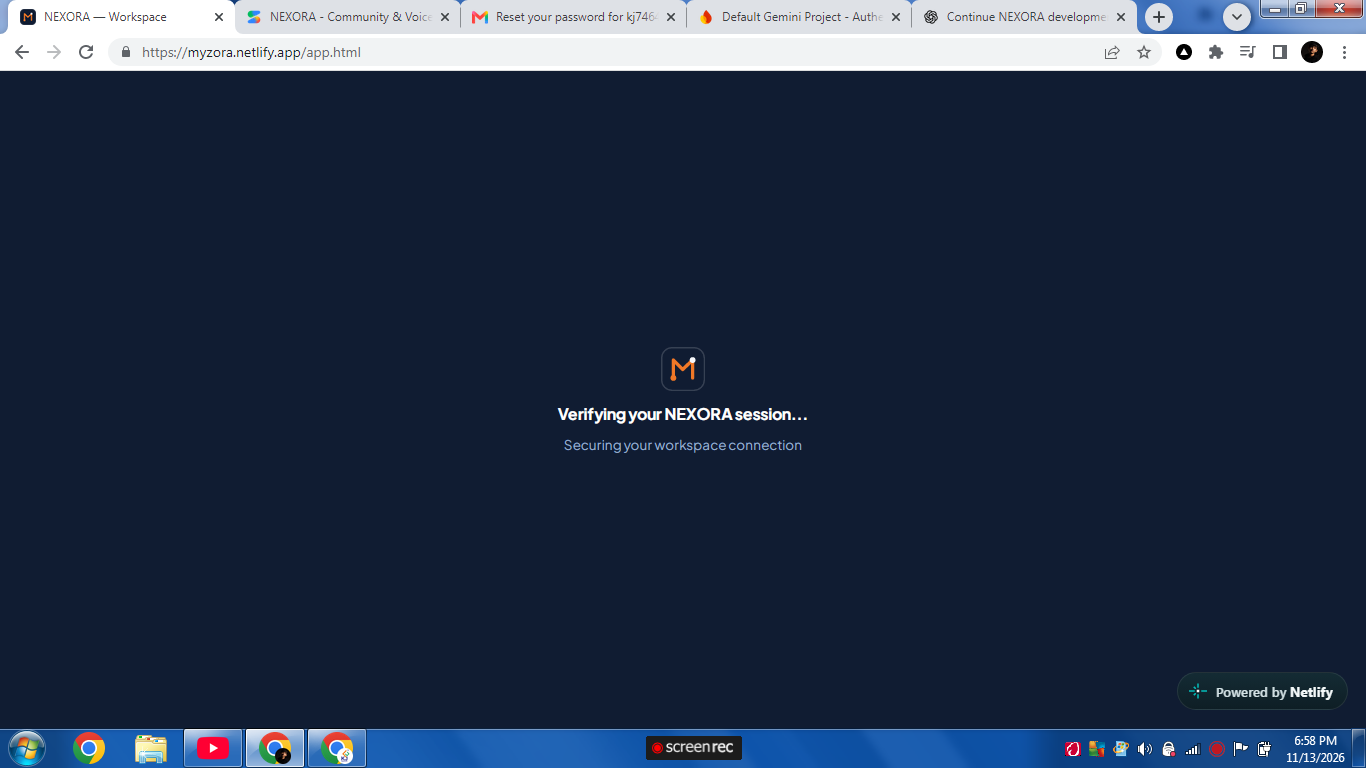 NEXORA — Workspace
NEXORA - Community & Voice
Reset your password for kj746
Default Gemini Project - Authe
Continue NEXORA developme
https://myzora.netlify.app/app.html
Verifying your NEXORA session...
Securing your workspace connection
Powered by Netlify
screenrec
6:58 PM
11/13/2026